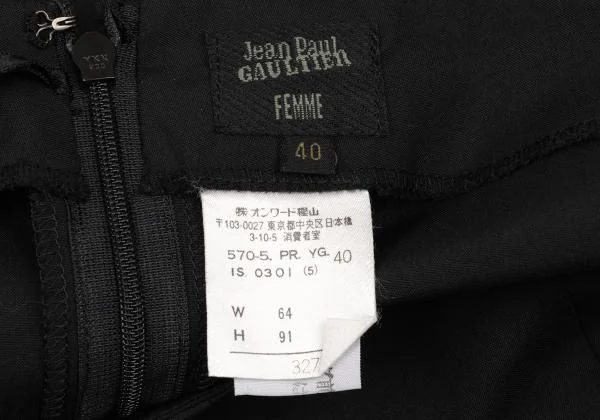 YKK
Jean Paul
GAULTIER
FEMME
40
㈱オンワード樫山
〒103-0027 東京都中央区日本橋
3-10-5 消費者室
570-5. PR. YG. 40
IS 0301 (5)
W 64
H 91
327